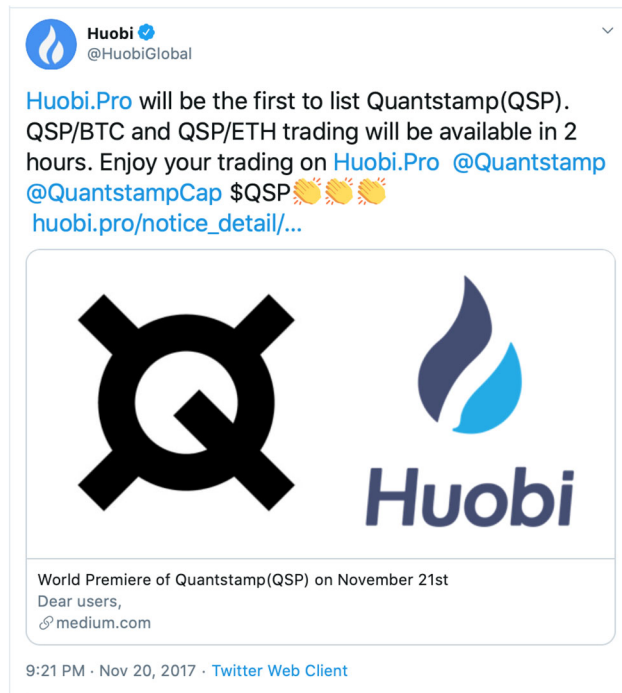 Huobi
@HuobiGlobal
Huobi.Pro will be the first to list Quantstamp(QSP).
QSP/BTC and QSP/ETH trading will be available in 2
hours. Enjoy your trading on Huobi.Pro @Quantstamp
@QuantstampCap $QSP👏👏👏
huobi.pro/notice_detail/...
Huobi
World Premiere of Quantstamp(QSP) on November 21st
Dear users,
medium.com
9:21 PM · Nov 20, 2017 · Twitter Web Client